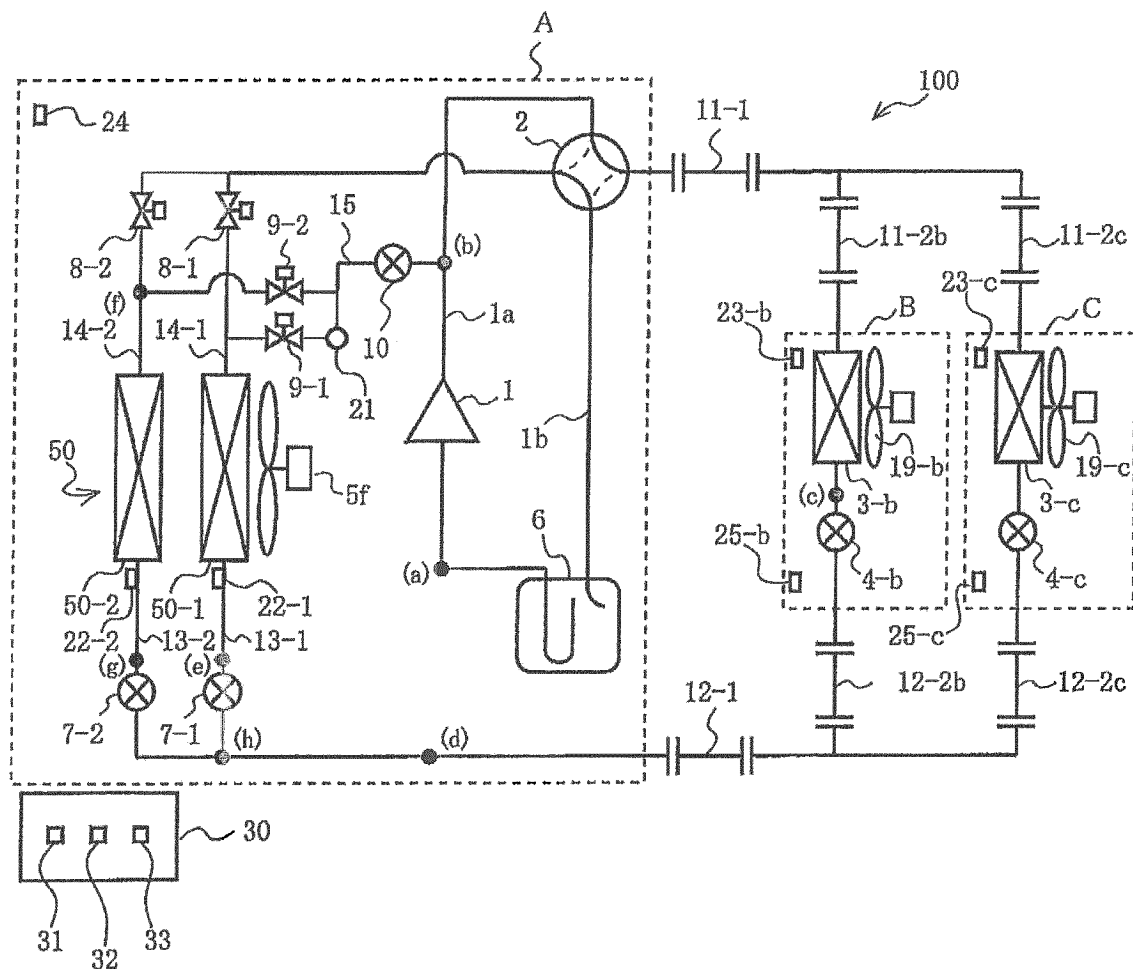 A
100
24
2
11-1
8-2
8-1
9-2
15
(b)
11-2b
11-2c
(f)
23-b
B
23-c
C
14-2
14-1
10
1a
9-1
21
1
1b
50
5f
19-b
19-c
(c)
3-b
3-c
25-b
6
(a)
4-b
4-c
50-2
50-1
22-1
25-c
22-2
13-2
13-1
(g)
(e)
12-2b
12-2c
7-2
7-1
(h)
(d)
12-1
30
31
32
33